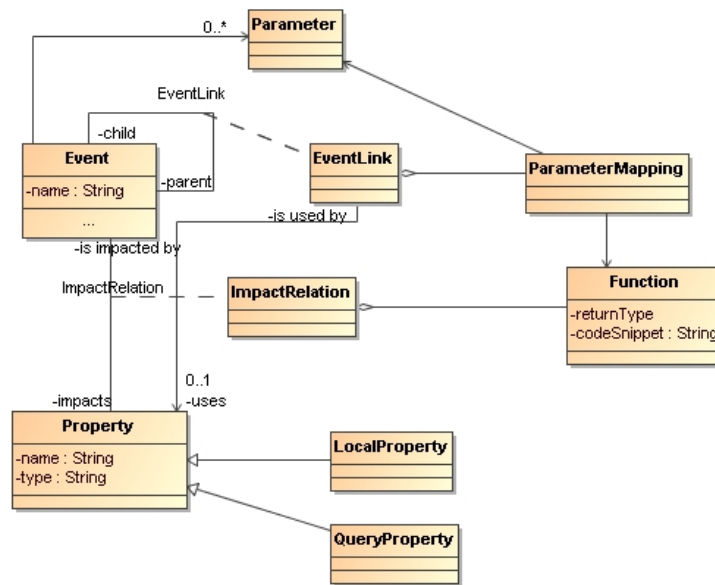 Parameter
0..*
EventLink
-child
Event
-name : String
...
-parent
EventLink
ParameterMapping
-is used by
-is impacted by
ImpactRelation
ImpactRelation
Function
-returnType
-codeSnippet : String
0..1
-impacts
-uses
Property
-name : String
-type : String
LocalProperty
QueryProperty